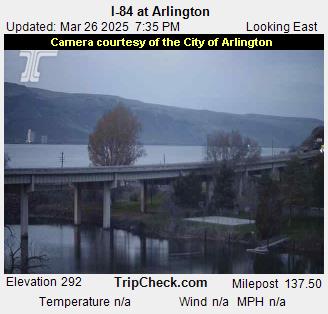 I-84 at Arlington
Updated: Mar 26 2025 7:35 PM Looking East
Camera courtesy of the City of Arlington
Elevation 292 TripCheck.com Milepost 137.50
Temperature n/a Wind n/a MPH n/a